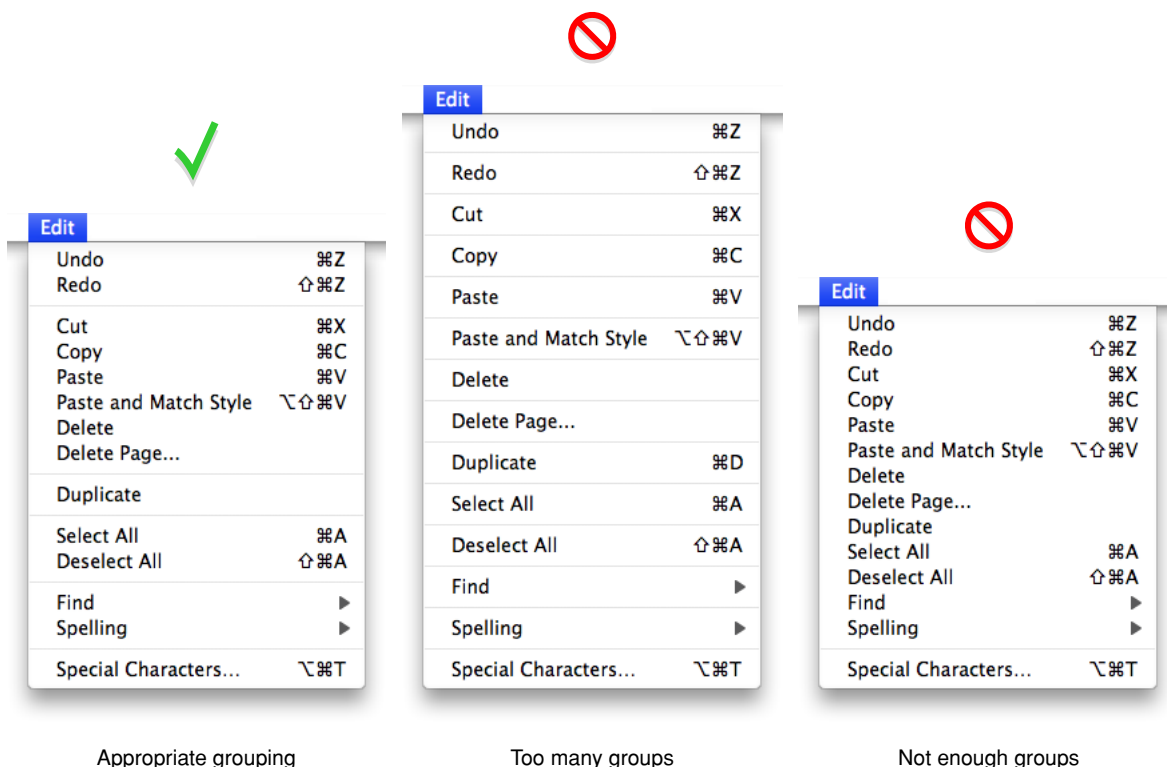 Edit
Undo ⌘Z
Redo ⇧⌘Z
Cut ⌘X
Copy ⌘C
Paste ⌘V
Paste and Match Style ⌥⇧⌘V
Delete
Delete Page...
Duplicate
Select All ⌘A
Deselect All ⇧⌘A
Find
Spelling
Special Characters... ⌥⌘T
Appropriate grouping
Edit
Undo ⌘Z
Redo ⇧⌘Z
Cut ⌘X
Copy ⌘C
Paste ⌘V
Paste and Match Style ⌥⇧⌘V
Delete
Delete Page...
Duplicate ⌘D
Select All ⌘A
Deselect All ⇧⌘A
Find
Spelling
Special Characters... ⌥⌘T
Too many groups
Edit
Undo ⌘Z
Redo ⇧⌘Z
Cut ⌘X
Copy ⌘C
Paste ⌘V
Paste and Match Style ⌥⇧⌘V
Delete
Delete Page...
Duplicate
Select All ⌘A
Deselect All ⇧⌘A
Find
Spelling
Special Characters... ⌥⌘T
Not enough groups